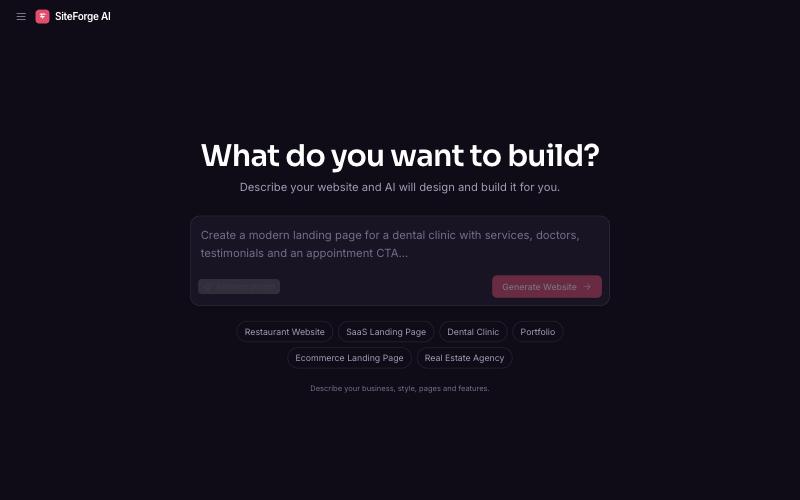 SiteForge AI
What do you want to build?
Describe your website and AI will design and build it for you.
Create a modern landing page for a dental clinic with services, doctors,
testimonials and an appointment CTA...
Generate Website →
Restaurant Website
SaaS Landing Page
Dental Clinic
Portfolio
Ecommerce Landing Page
Real Estate Agency
Describe your business, style, pages and features.